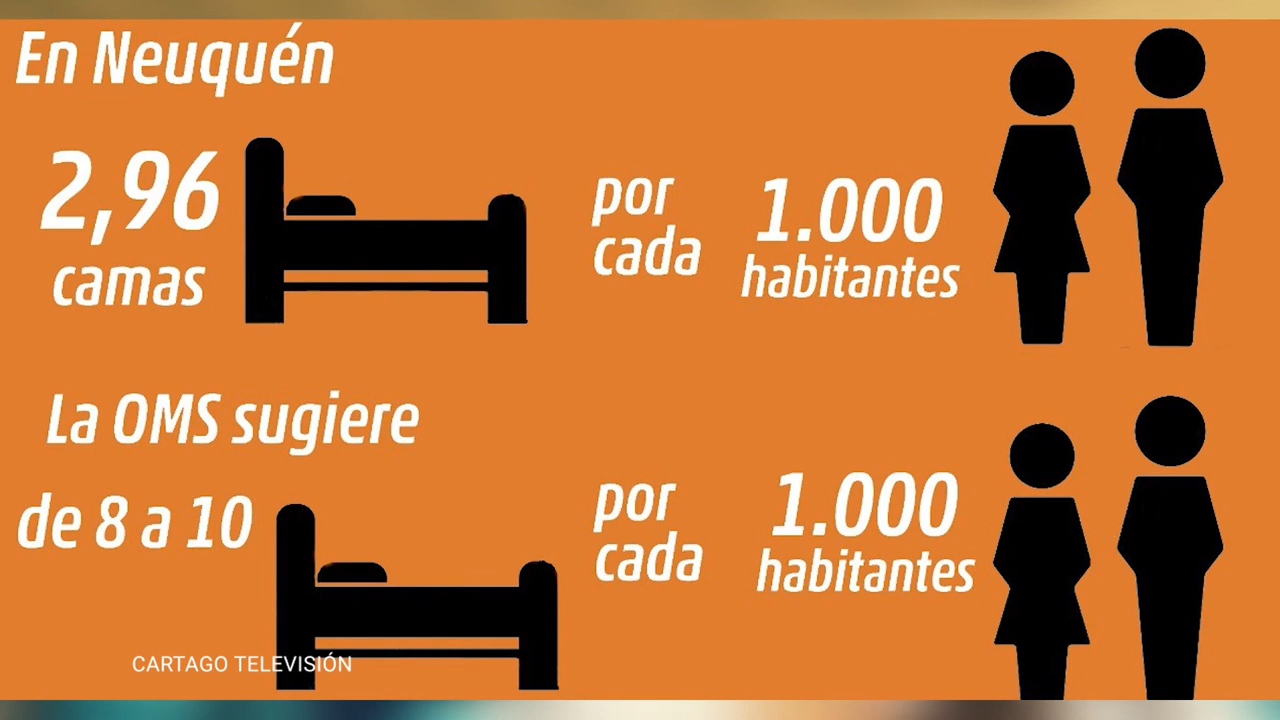 En Neuquén
2,96
camas
por
cada
1.000
habitantes
La OMS sugiere
de 8 a 10
por
cada
1.000
habitantes
CARTAGO TELEVISIÓN